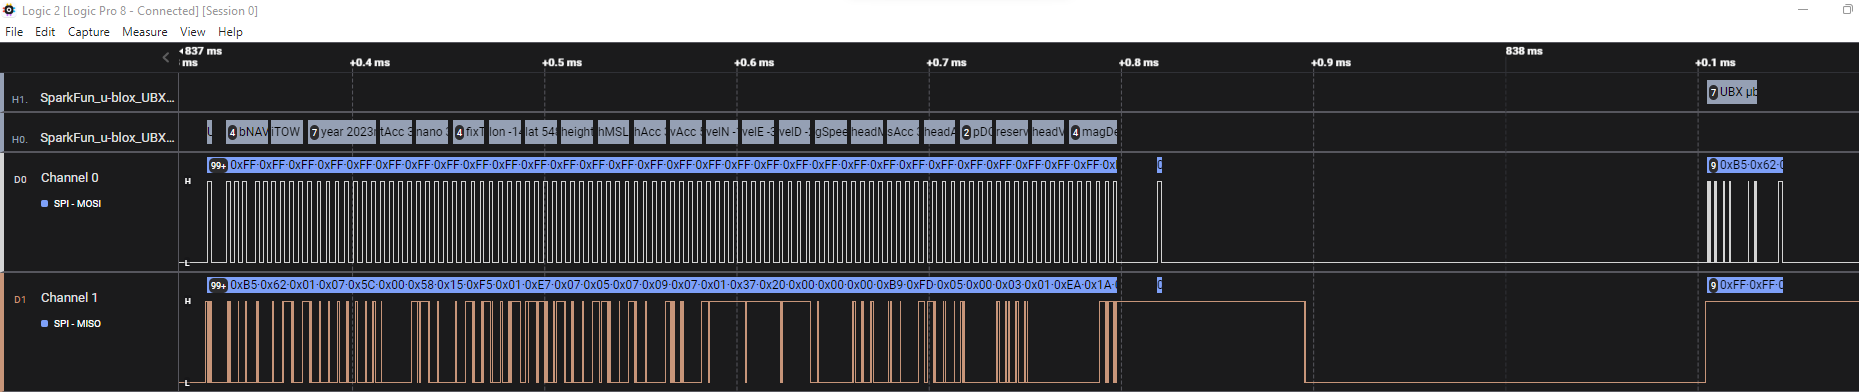 Logic 2 [Logic Pro 8 - Connected] [Session 0]
File Edit Capture Measure View Help
837 ms 838 ms
ms +0.4 ms +0.5 ms +0.6 ms +0.7 ms +0.8 ms +0.9 ms +0.1 ms
H1. SparkFun_u-blox_UBX... 7 UBX µb
H0. SparkFun_u-blox_UBX... U 4 bNAV iTOW 7 year 2023 tAcc 3 nano 4 fixT lon -14 lat 548 height hMSL hAcc vAcc velN - velE -3 velD - gSpee headM sAcc 3 headA 2 pDO reserv headV 4 magDe
99+ 0xFF·0xFF·0xFF·0xFF·0xFF·0xFF·0xFF·0xFF·0xFF·0xFF·0xFF·0xFF·0xFF·0xFF·0xFF·0xFF·0xFF·0xFF·0xFF·0xFF·0xFF·0xFF·0xFF·0xFF·0xFF·0xFF·0xFF·0xFF·0xFF·0xFF 0 9 0xB5·0x62·0
D0 Channel 0 H
SPI - MOSI
L
99+ 0xB5·0x62·0x01·0x07·0x5C·0x00·0x58·0x15·0xF5·0x01·0xE7·0x07·0x05·0x07·0x09·0x07·0x01·0x37·0x20·0x00·0x00·0x00·0xB9·0xFD·0x05·0x00·0x03·0x01·0xEA·0x1A· 0 9 0xFF·0xFF·0
D1 Channel 1 H
SPI - MISO
L